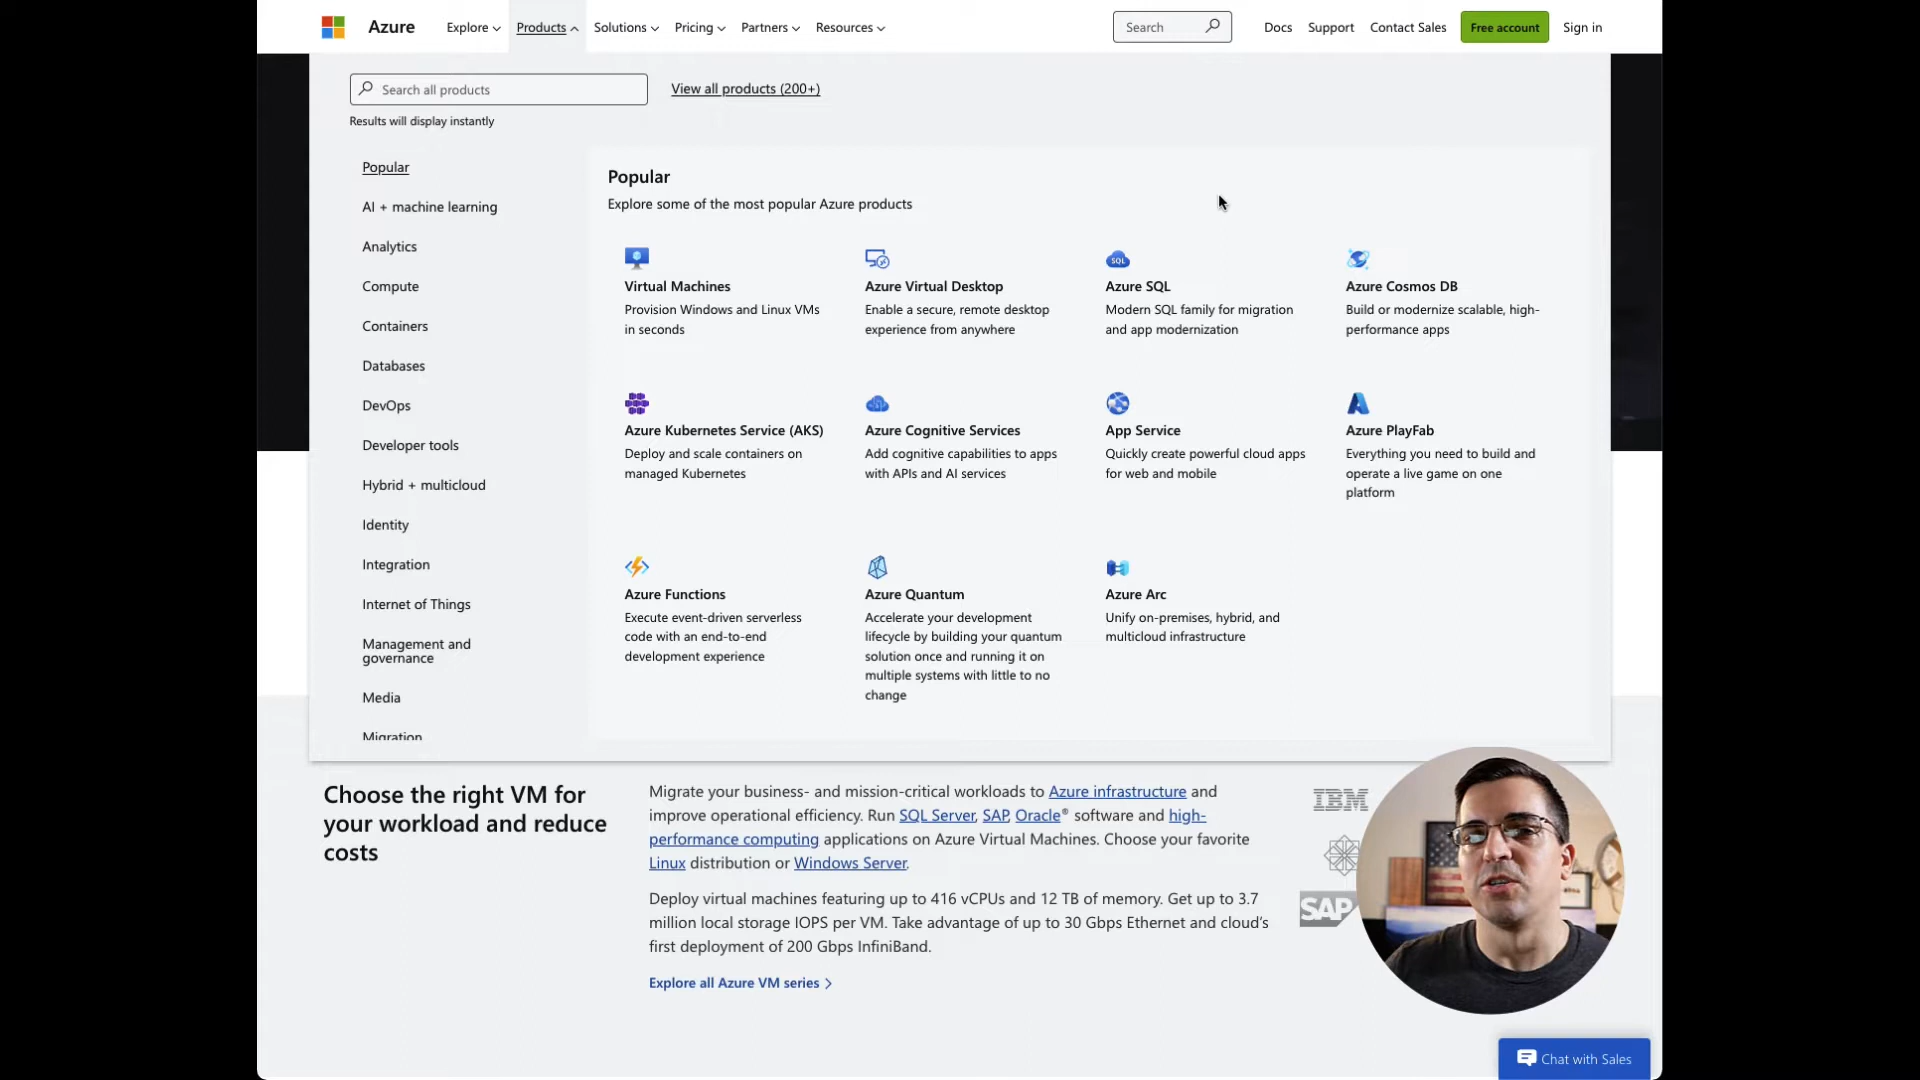 Azure
Explore
Products
Solutions
Pricing
Partners
Resources
Search
Docs
Support
Contact Sales
Free account
Sign in
Search all products
View all products (200+)
Results will display instantly
Popular
AI + machine learning
Analytics
Compute
Containers
Databases
DevOps
Developer tools
Hybrid + multicloud
Identity
Integration
Internet of Things
Management and
governance
Media
Migration
Popular
Explore some of the most popular Azure products
Virtual Machines
Provision Windows and Linux VMs
in seconds
Azure Virtual Desktop
Enable a secure, remote desktop
experience from anywhere
SQL
Azure SQL
Modern SQL family for migration
and app modernization
Azure Cosmos DB
Build or modernize scalable, high-
performance apps
Azure Kubernetes Service (AKS)
Deploy and scale containers on
managed Kubernetes
Azure Cognitive Services
Add cognitive capabilities to apps
with APIs and AI services
App Service
Quickly create powerful cloud apps
for web and mobile
Azure PlayFab
Everything you need to build and
operate a live game on one
platform
Azure Functions
Execute event-driven serverless
code with an end-to-end
development experience
Azure Quantum
Accelerate your development
lifecycle by building your quantum
solution once and running it on
multiple systems with little to no
change
Azure Arc
Unify on-premises, hybrid, and
multicloud infrastructure
Choose the right VM for
your workload and reduce
costs
Migrate your business- and mission-critical workloads to Azure infrastructure and
improve operational efficiency. Run SQL Server, SAP, Oracle® software and high-
performance computing applications on Azure Virtual Machines. Choose your favorite
Linux distribution or Windows Server.
Deploy virtual machines featuring up to 416 vCPUs and 12 TB of memory. Get up to 3.7
million local storage IOPS per VM. Take advantage of up to 30 Gbps Ethernet and cloud's
first deployment of 200 Gbps InfiniBand.
Explore all Azure VM series
IBM
SAP
Chat with Sales